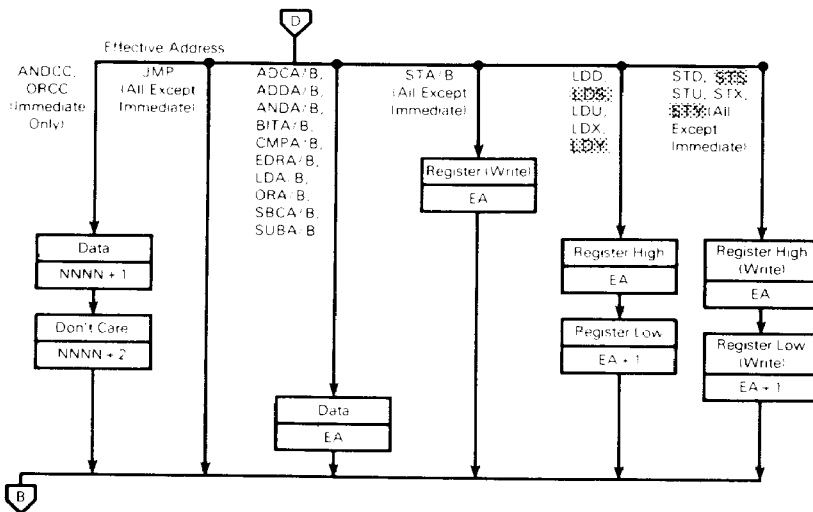 D
Effective Address
ANDCC,
ORCC
(Immediate
Only)
JMP
(All Except
Immediate)
ADCA/B,
ADDA/B,
ANDA/B,
BITA/B,
CMPA/B,
EDRA/B,
LDA/B,
ORA/B,
SBCA/B,
SUBA/B
STA/B
(All Except
Immediate)
LDD,
LDS,
LDU,
LDX,
LDY
STD, STS
STU, STX,
STY (All
Except
Immediate)
Data
NNNN + 1
Don't Care
NNNN + 2
Data
EA
Register (Write)
EA
Register High
EA
Register Low
EA + 1
Register High
(Write)
EA
Register Low
(Write)
EA + 1
B